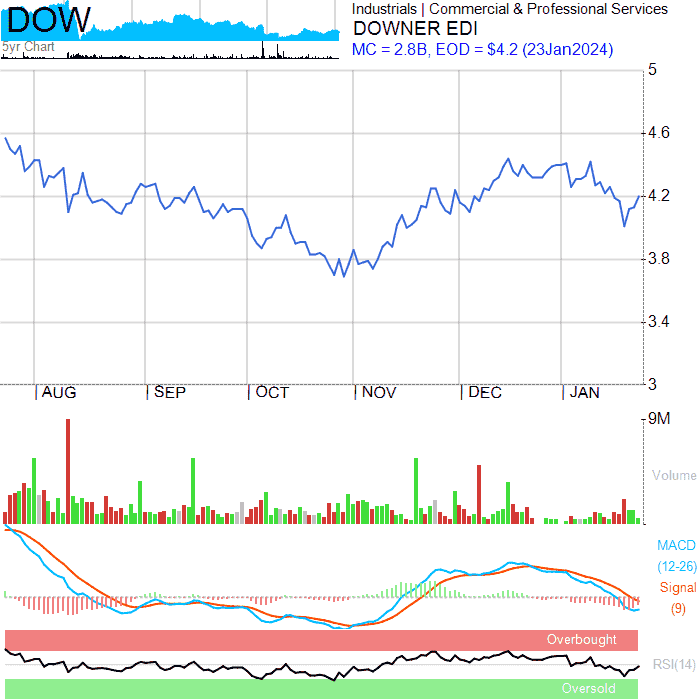 DOW
5yr Chart
Industrials | Commercial & Professional Services
DOWNER EDI
MC = 2.8B, EOD = $4.2 (23Jan2024)
5
4.6
4.2
3.8
3.4
3
AUG SEP OCT NOV DEC JAN
9M
Volume
MACD
(12-26)
Signal
(9)
Overbought
RSI(14)
Oversold